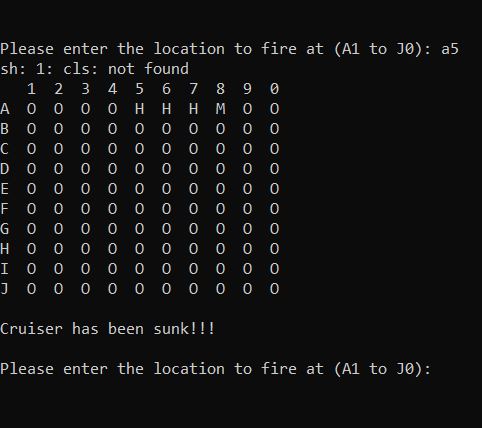 Please enter the location to fire at (A1 to J0): a5
sh: 1: cls: not found
   1  2  3  4  5  6  7  8  9  0
A  O  O  O  O  H  H  H  M  O  O
B  O  O  O  O  O  O  O  O  O  O
C  O  O  O  O  O  O  O  O  O  O
D  O  O  O  O  O  O  O  O  O  O
E  O  O  O  O  O  O  O  O  O  O
F  O  O  O  O  O  O  O  O  O  O
G  O  O  O  O  O  O  O  O  O  O
H  O  O  O  O  O  O  O  O  O  O
I  O  O  O  O  O  O  O  O  O  O
J  O  O  O  O  O  O  O  O  O  O
Cruiser has been sunk!!!
Please enter the location to fire at (A1 to J0):